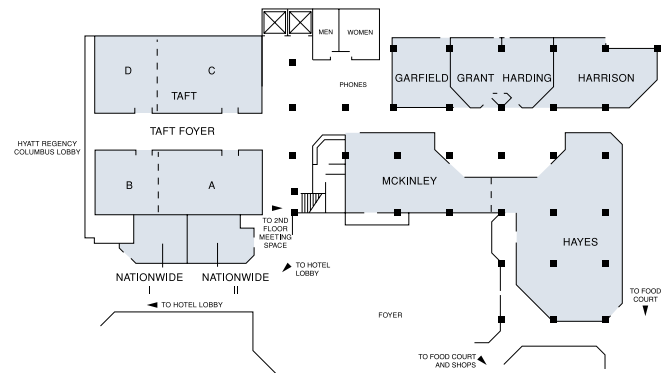 MEN
WOMEN
D
C
TAFT
PHONES
GARFIELD
GRANT
HARDING
HARRISON
TAFT FOYER
HYATT REGENCY
COLUMBUS LOBBY
B
A
MCKINLEY
TO 2ND
FLOOR
MEETING
SPACE
HAYES
TO HOTEL
LOBBY
NATIONWIDE
I
NATIONWIDE
II
TO HOTEL LOBBY
FOYER
TO FOOD
COURT
TO FOOD COURT
AND SHOPS